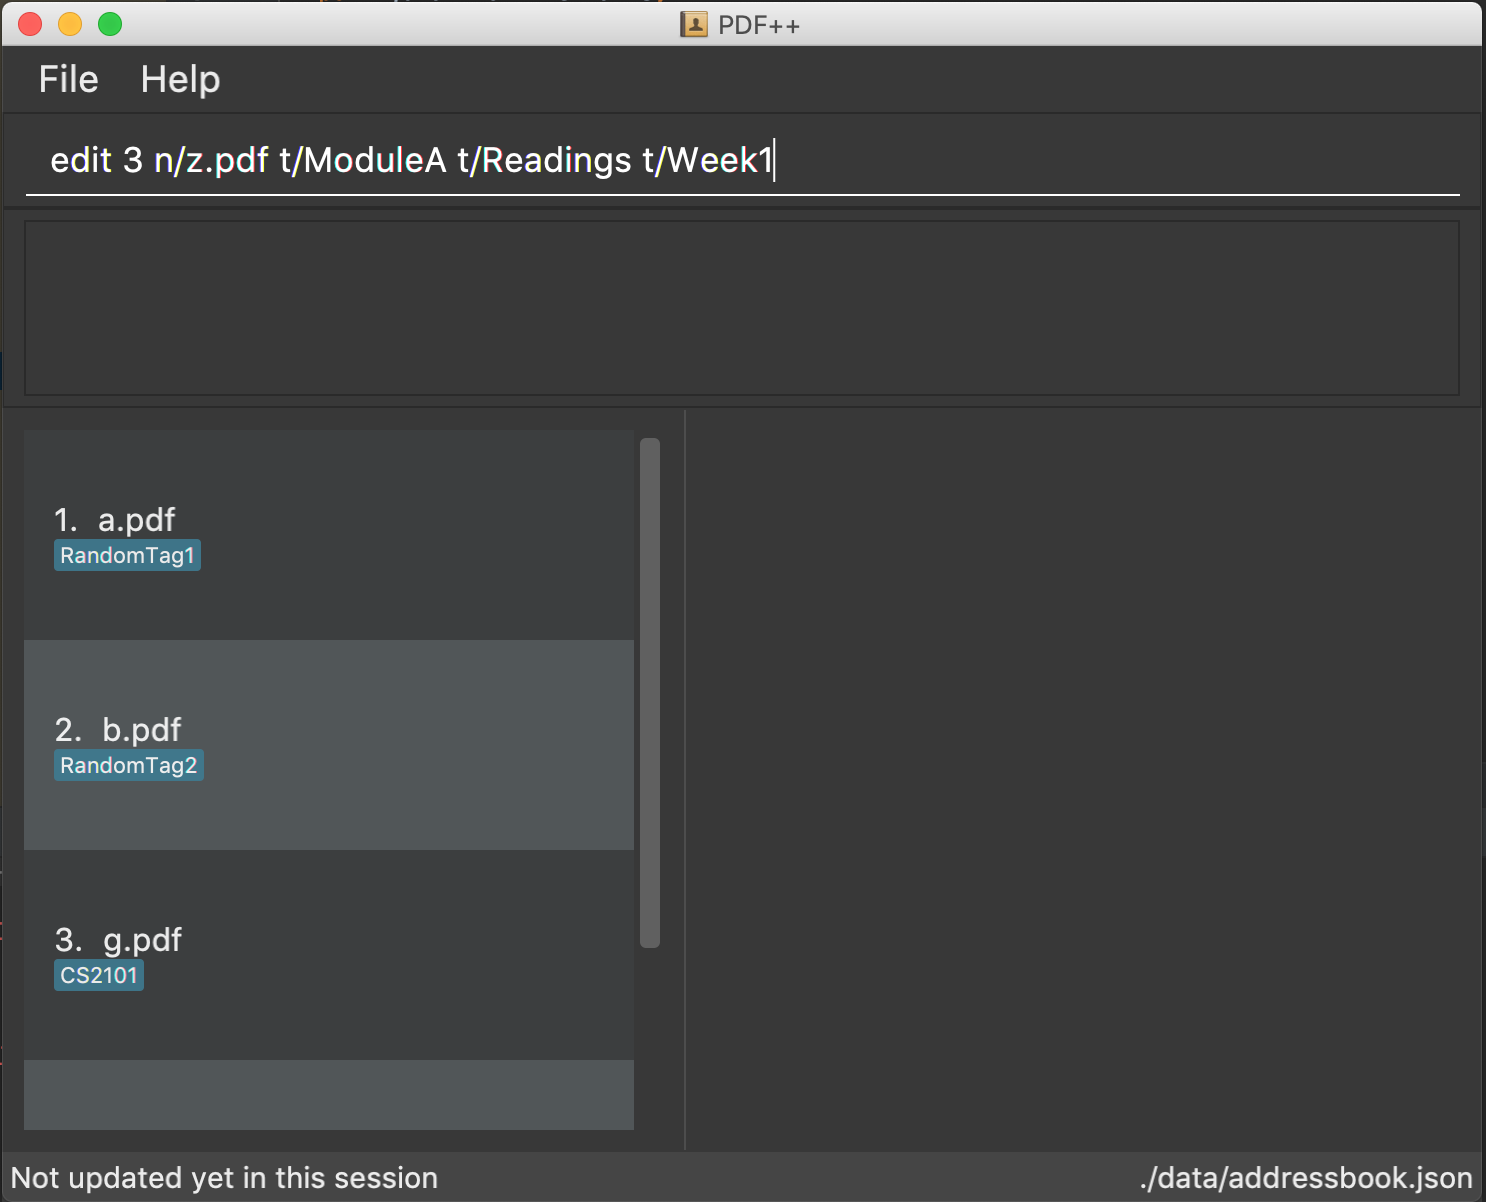 PDF++
File Help
edit 3 n/z.pdf t/ModuleA t/Readings t/Week1
1. a.pdf
RandomTag1
2. b.pdf
RandomTag2
3. g.pdf
CS2101
Not updated yet in this session ./data/addressbook.json